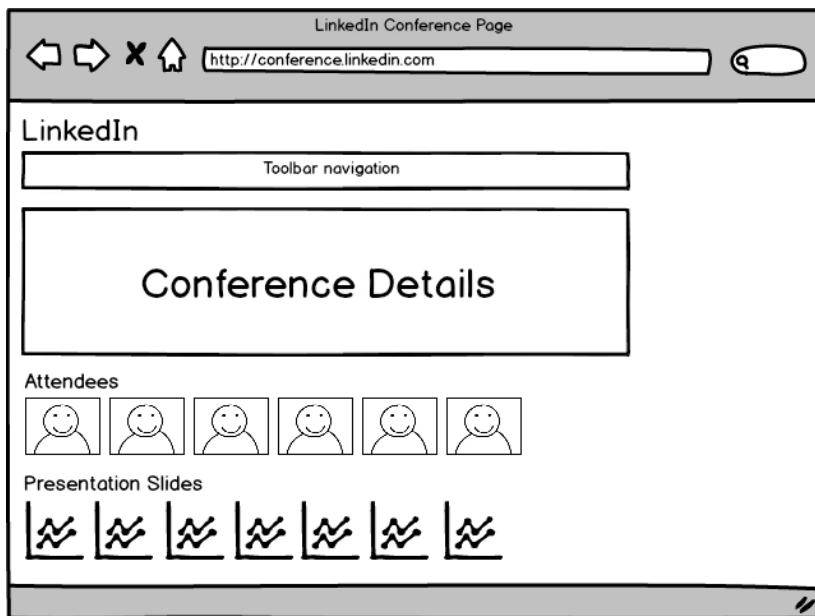 LinkedIn Conference Page
http://conference.linkedin.com
LinkedIn
Toolbar navigation
Conference Details
Attendees
Presentation Slides